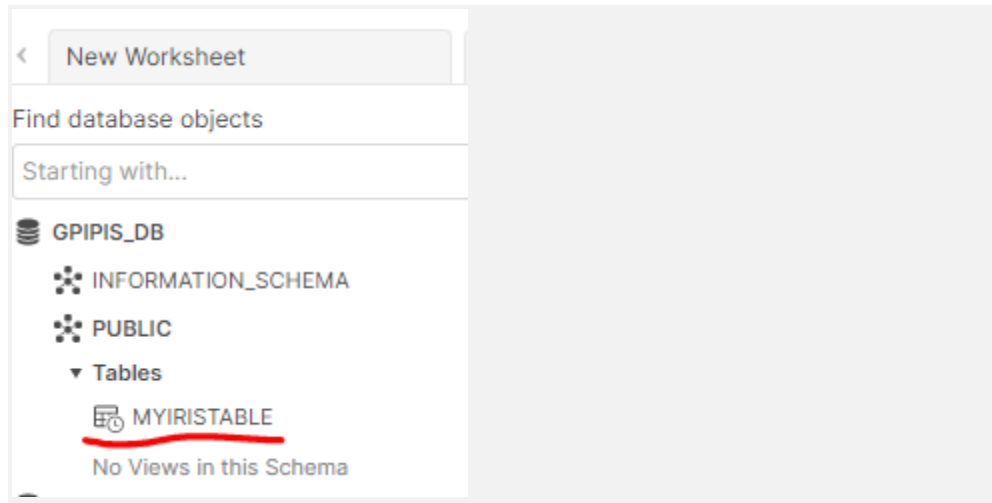 New Worksheet
Find database objects
Starting with...
GPIPIS_DB
INFORMATION_SCHEMA
PUBLIC
Tables
MYIRISTABLE
No Views in this Schema